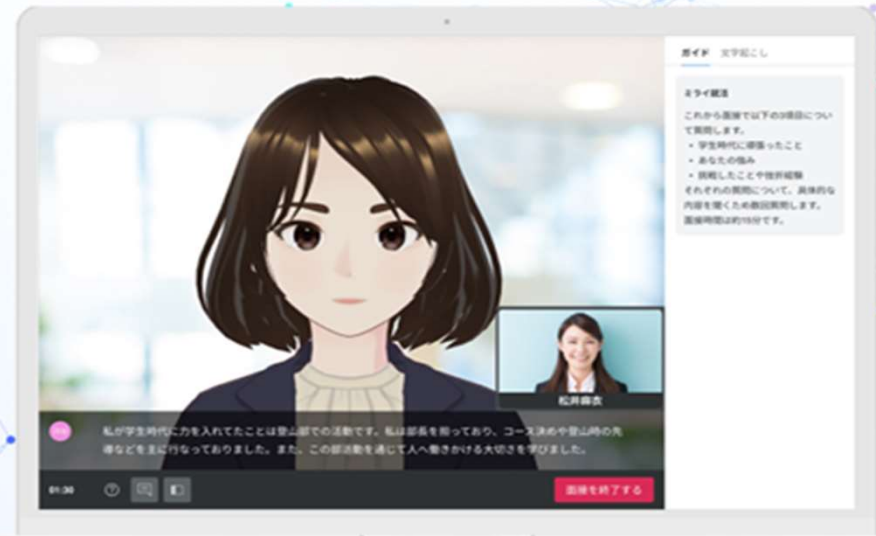 ガイド 文字起こし
ミライ就活
これから面接で以下の3項目につい
て質問します。
・学生時代に頑張ったこと
・あなたの強み
・挑戦したことや挫折経験
それぞれの質問について、具体的な
内容を聞くため数回質問します。
面接時間は約15分です。
松井麻衣
私が学生時代に力を入れてたことは登山部での活動です。私は部長を担っており、コース決めや登山時の先
導などを主に行なっておりました。また、この部活動を通じて人へ働きかける大切さを学びました。
01:30
面接を終了する